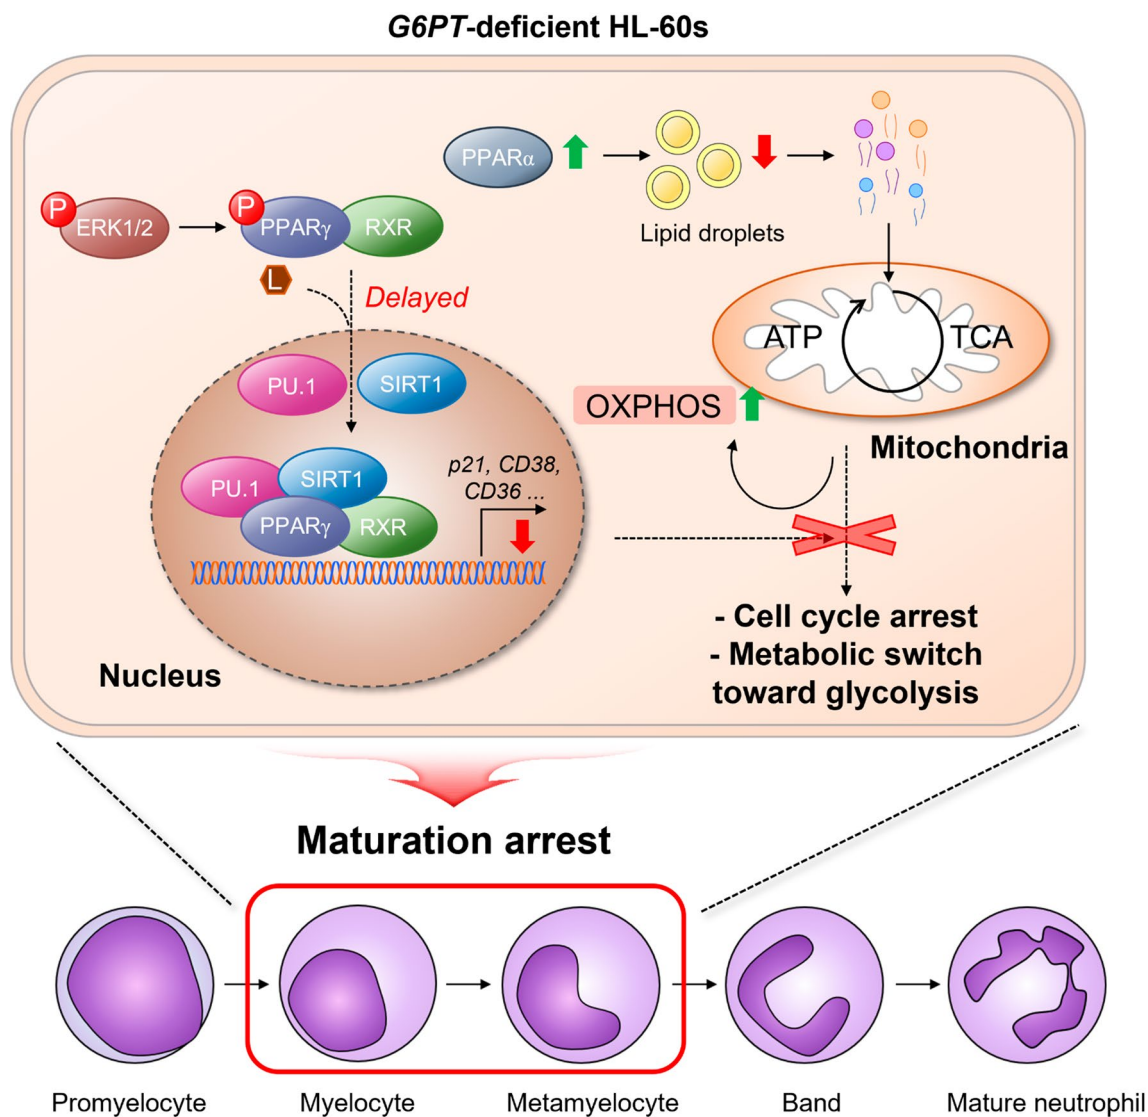 G6PT-deficient HL-60s
PPARα
Lipid droplets
P
ERK1/2
P
PPARγ
RXR
L
Delayed
ATP
TCA
OXPHOS
Mitochondria
PU.1
SIRT1
PU.1
SIRT1
PPARγ
RXR
p21, CD38,
CD36 ...
Nucleus
- Cell cycle arrest
- Metabolic switch
toward glycolysis
Maturation arrest
Promyelocyte
Myelocyte
Metamyelocyte
Band
Mature neutrophil